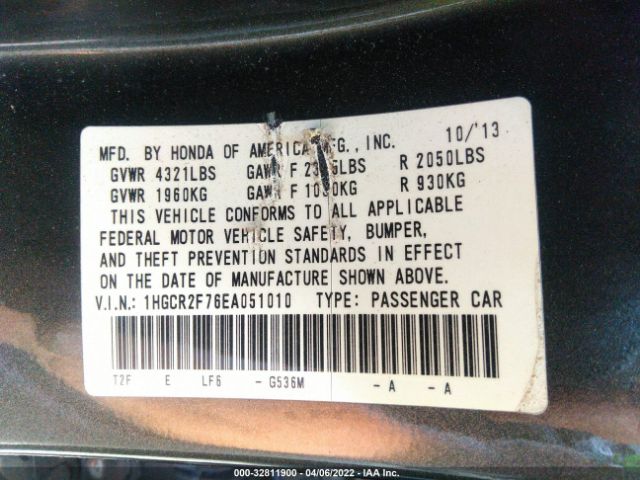 MFD. BY HONDA OF AMERICA MFG., INC. 10/'13
GVWR 4321LBS GAWR F LBS R 2050LBS
GVWR 1960KG GAWR F KG R 930KG
THIS VEHICLE CONFORMS TO ALL APPLICABLE
FEDERAL MOTOR VEHICLE SAFETY, BUMPER,
AND THEFT PREVENTION STANDARDS IN EFFECT
ON THE DATE OF MANUFACTURE SHOWN ABOVE.
V.I.N.: 1HGCR2F76EA051010 TYPE: PASSENGER CAR
T2F E LF6 - G536M - A - A
000-32811900 - 04/06/2022 - IAA Inc.